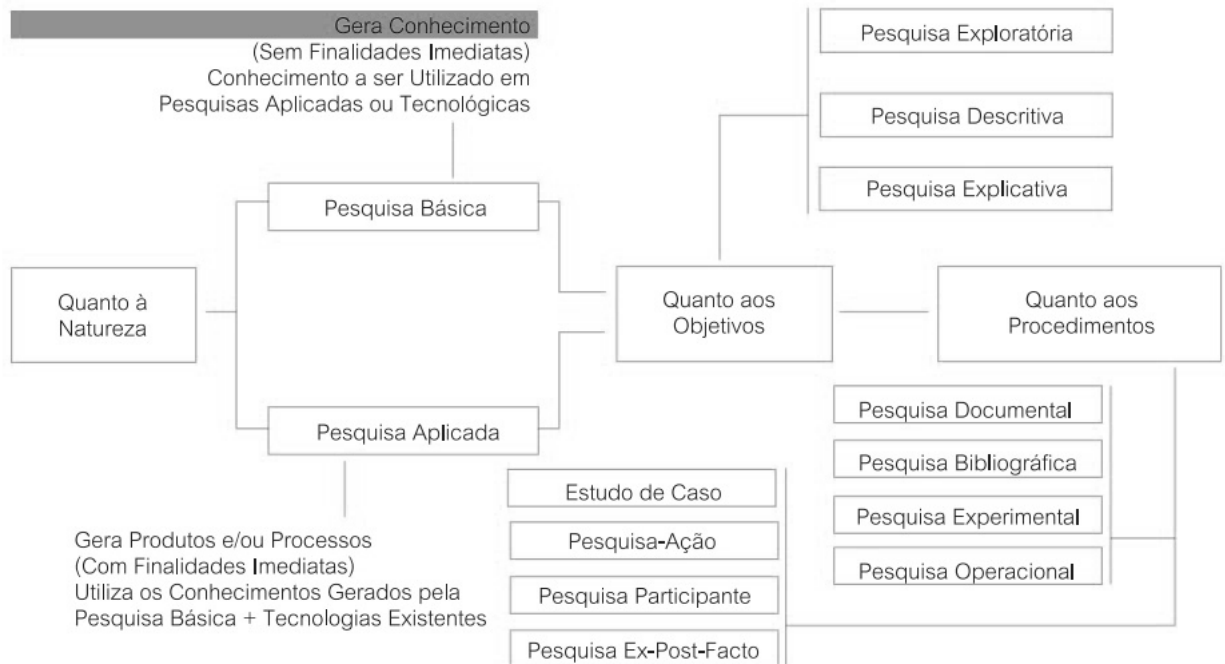 Gera Conhecimento
(Sem Finalidades Imediatas)
Conhecimento a ser Utilizado em
Pesquisas Aplicadas ou Tecnológicas
Pesquisa Exploratória
Pesquisa Descritiva
Pesquisa Explicativa
Pesquisa Básica
Quanto à
Natureza
Quanto aos
Objetivos
Quanto aos
Procedimentos
Pesquisa Aplicada
Pesquisa Documental
Pesquisa Bibliográfica
Pesquisa Experimental
Pesquisa Operacional
Estudo de Caso
Pesquisa-Ação
Pesquisa Participante
Pesquisa Ex-Post-Facto
Gera Produtos e/ou Processos
(Com Finalidades Imediatas)
Utiliza os Conhecimentos Gerados pela
Pesquisa Básica + Tecnologias Existentes